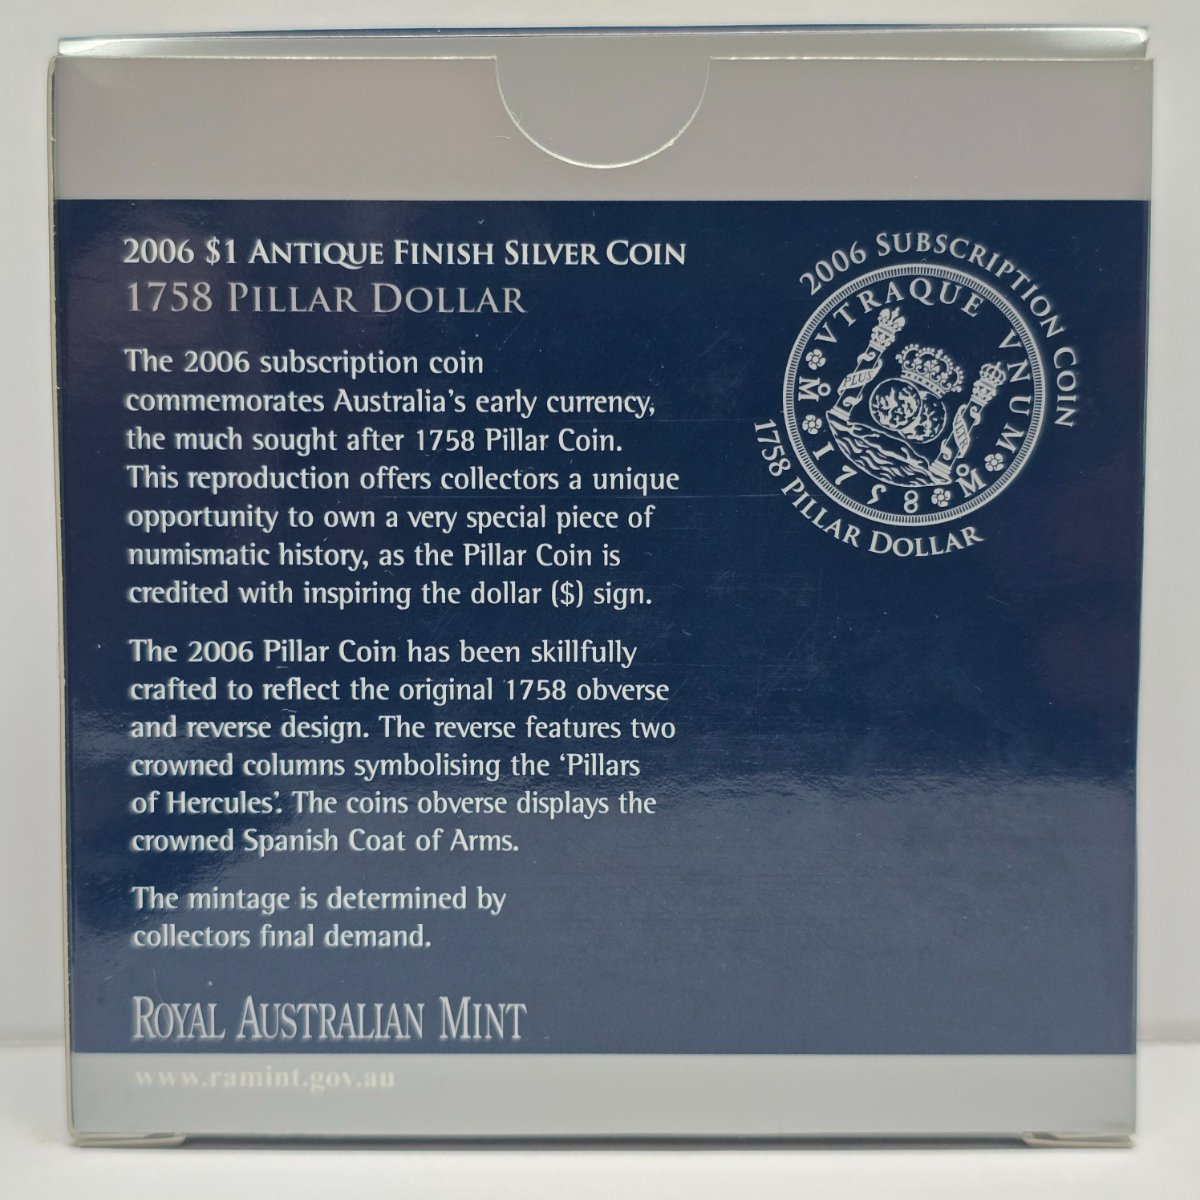 2006 $1 ANTIQUE FINISH SILVER COIN
1758 PILLAR DOLLAR
The 2006 subscription coin
commemorates Australia's early currency,
the much sought after 1758 Pillar Coin.
This reproduction offers collectors a unique
opportunity to own a very special piece of
numismatic history, as the Pillar Coin is
credited with inspiring the dollar ($) sign.
The 2006 Pillar Coin has been skillfully
crafted to reflect the original 1758 obverse
and reverse design. The reverse features two
crowned columns symbolising the ‘Pillars
of Hercules’. The coins obverse displays the
crowned Spanish Coat of Arms.
The mintage is determined by
collectors final demand.
ROYAL AUSTRALIAN MINT
www.ramint.gov.au
2006 SUBSCRIPTION COIN
VTRAQUE VNUM
PLUS
M 1758 M
1758 PILLAR DOLLAR